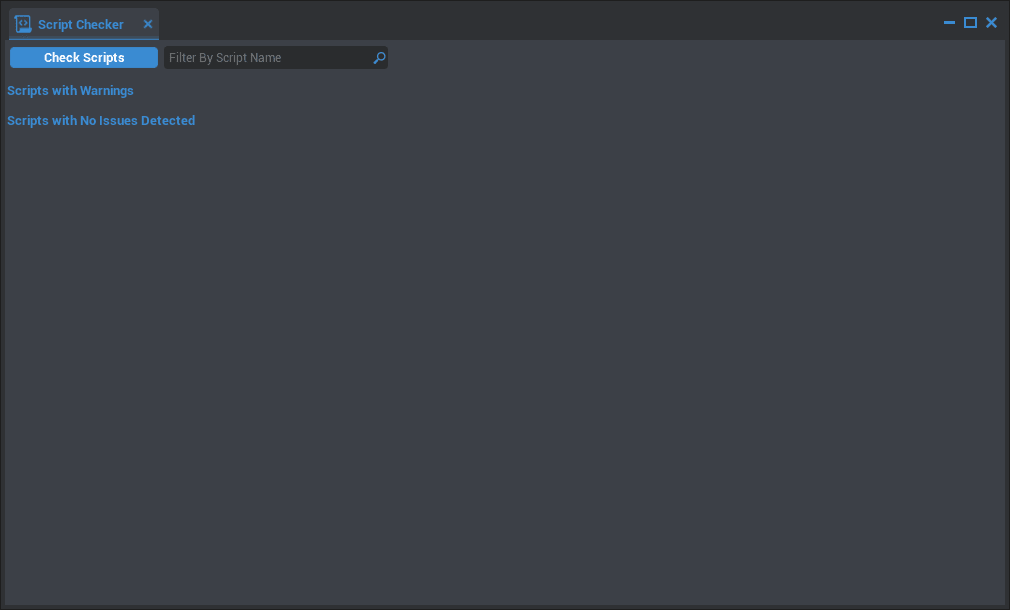 Script Checker
Check Scripts
Filter By Script Name
Scripts with Warnings
Scripts with No Issues Detected